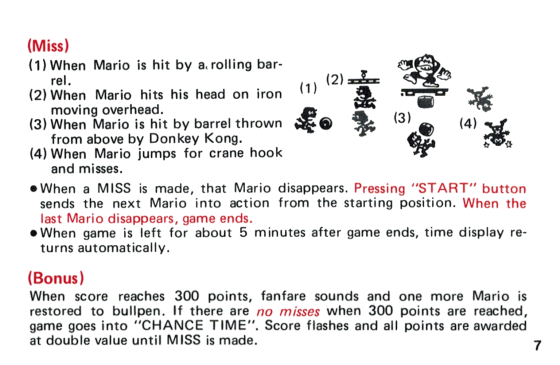 (Miss)
(1) When Mario is hit by a rolling bar-
rel.
(2) When Mario hits his head on iron
moving overhead.
(3) When Mario is hit by barrel thrown
from above by Donkey Kong.
(4) When Mario jumps for crane hook
and misses.
(1)
(2)
(3)
(4)
●When a MISS is made, that Mario disappears. Pressing "START" button
sends the next Mario into action from the starting position. When the
last Mario disappears, game ends.
●When game is left for about 5 minutes after game ends, time display re-
turns automatically.
(Bonus)
When score reaches 300 points, fanfare sounds and one more Mario is
restored to bullpen. If there are no misses when 300 points are reached,
game goes into "CHANCE TIME". Score flashes and all points are awarded
at double value until MISS is made.
7